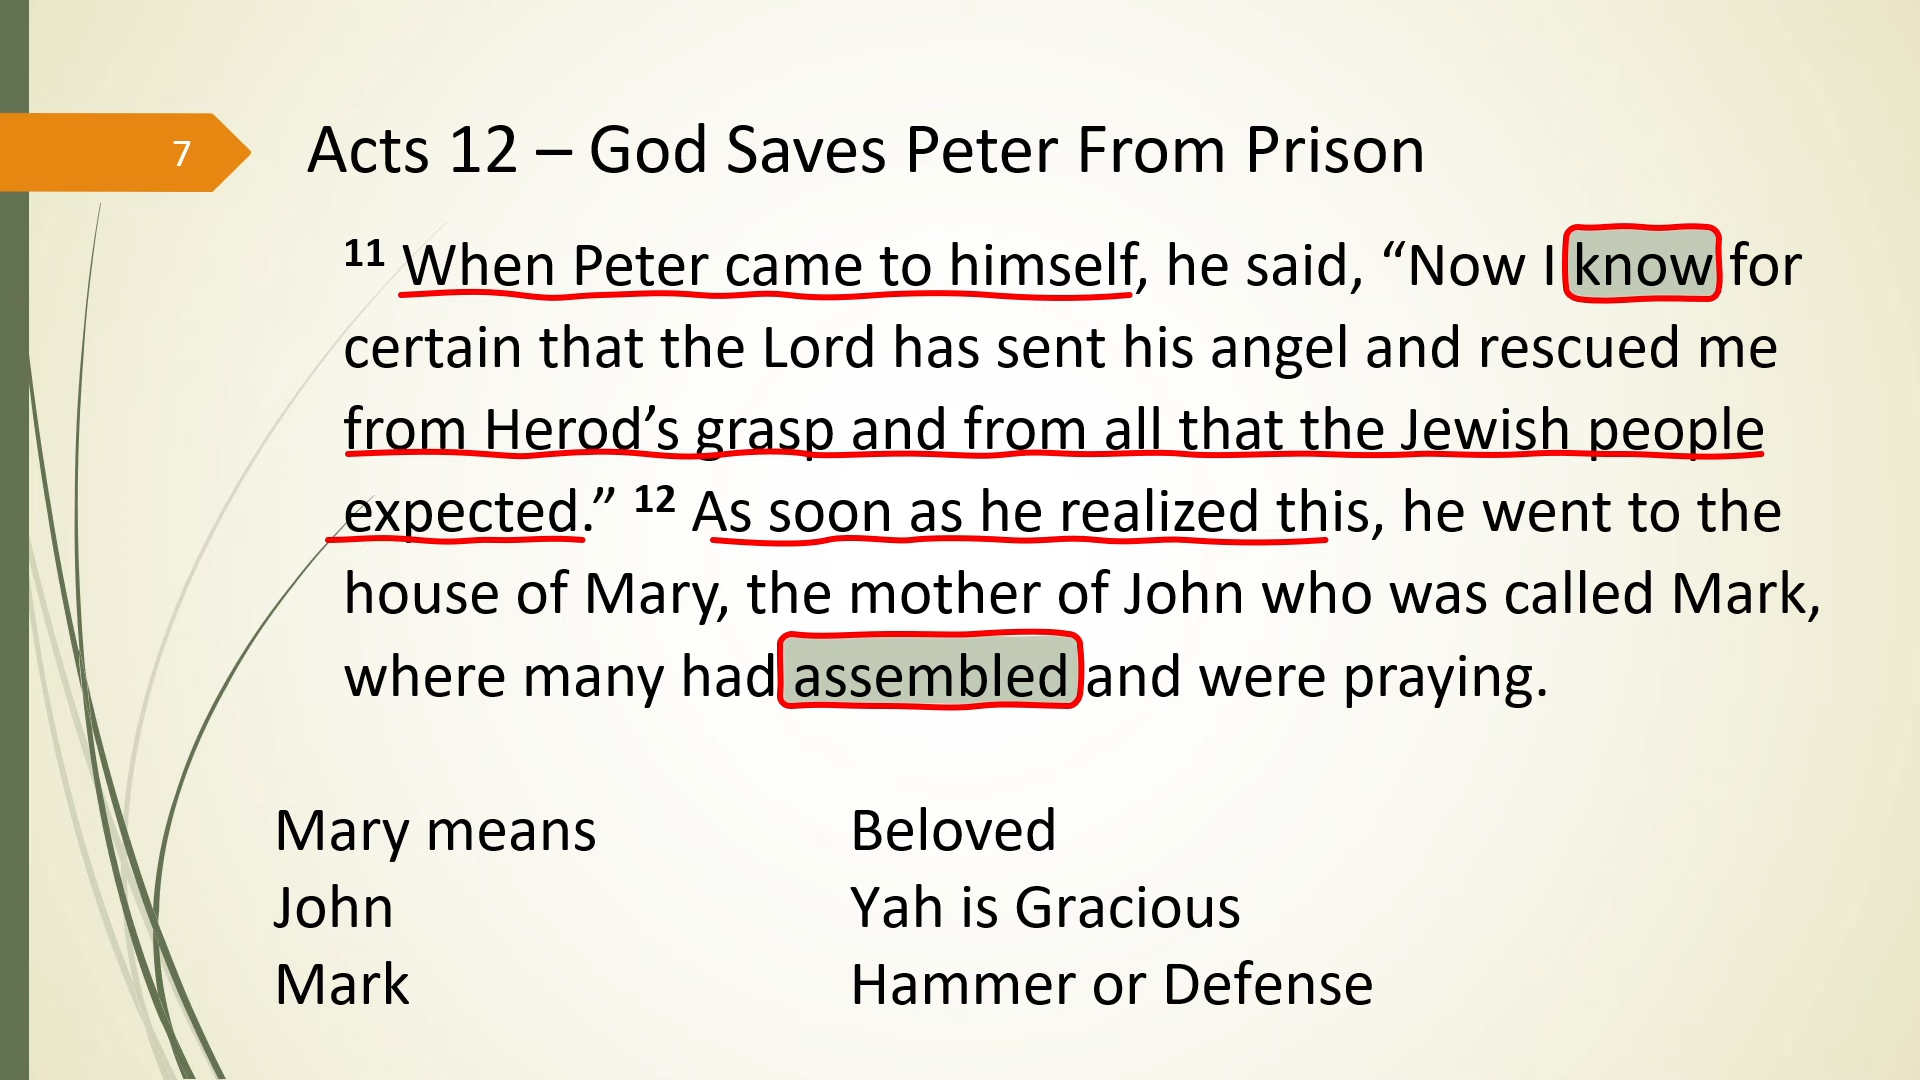 7
Acts 12 – God Saves Peter From Prison
11 When Peter came to himself, he said, “Now I know for
certain that the Lord has sent his angel and rescued me
from Herod’s grasp and from all that the Jewish people
expected.” 12 As soon as he realized this, he went to the
house of Mary, the mother of John who was called Mark,
where many had assembled and were praying.
Mary means Beloved
John Yah is Gracious
Mark Hammer or Defense